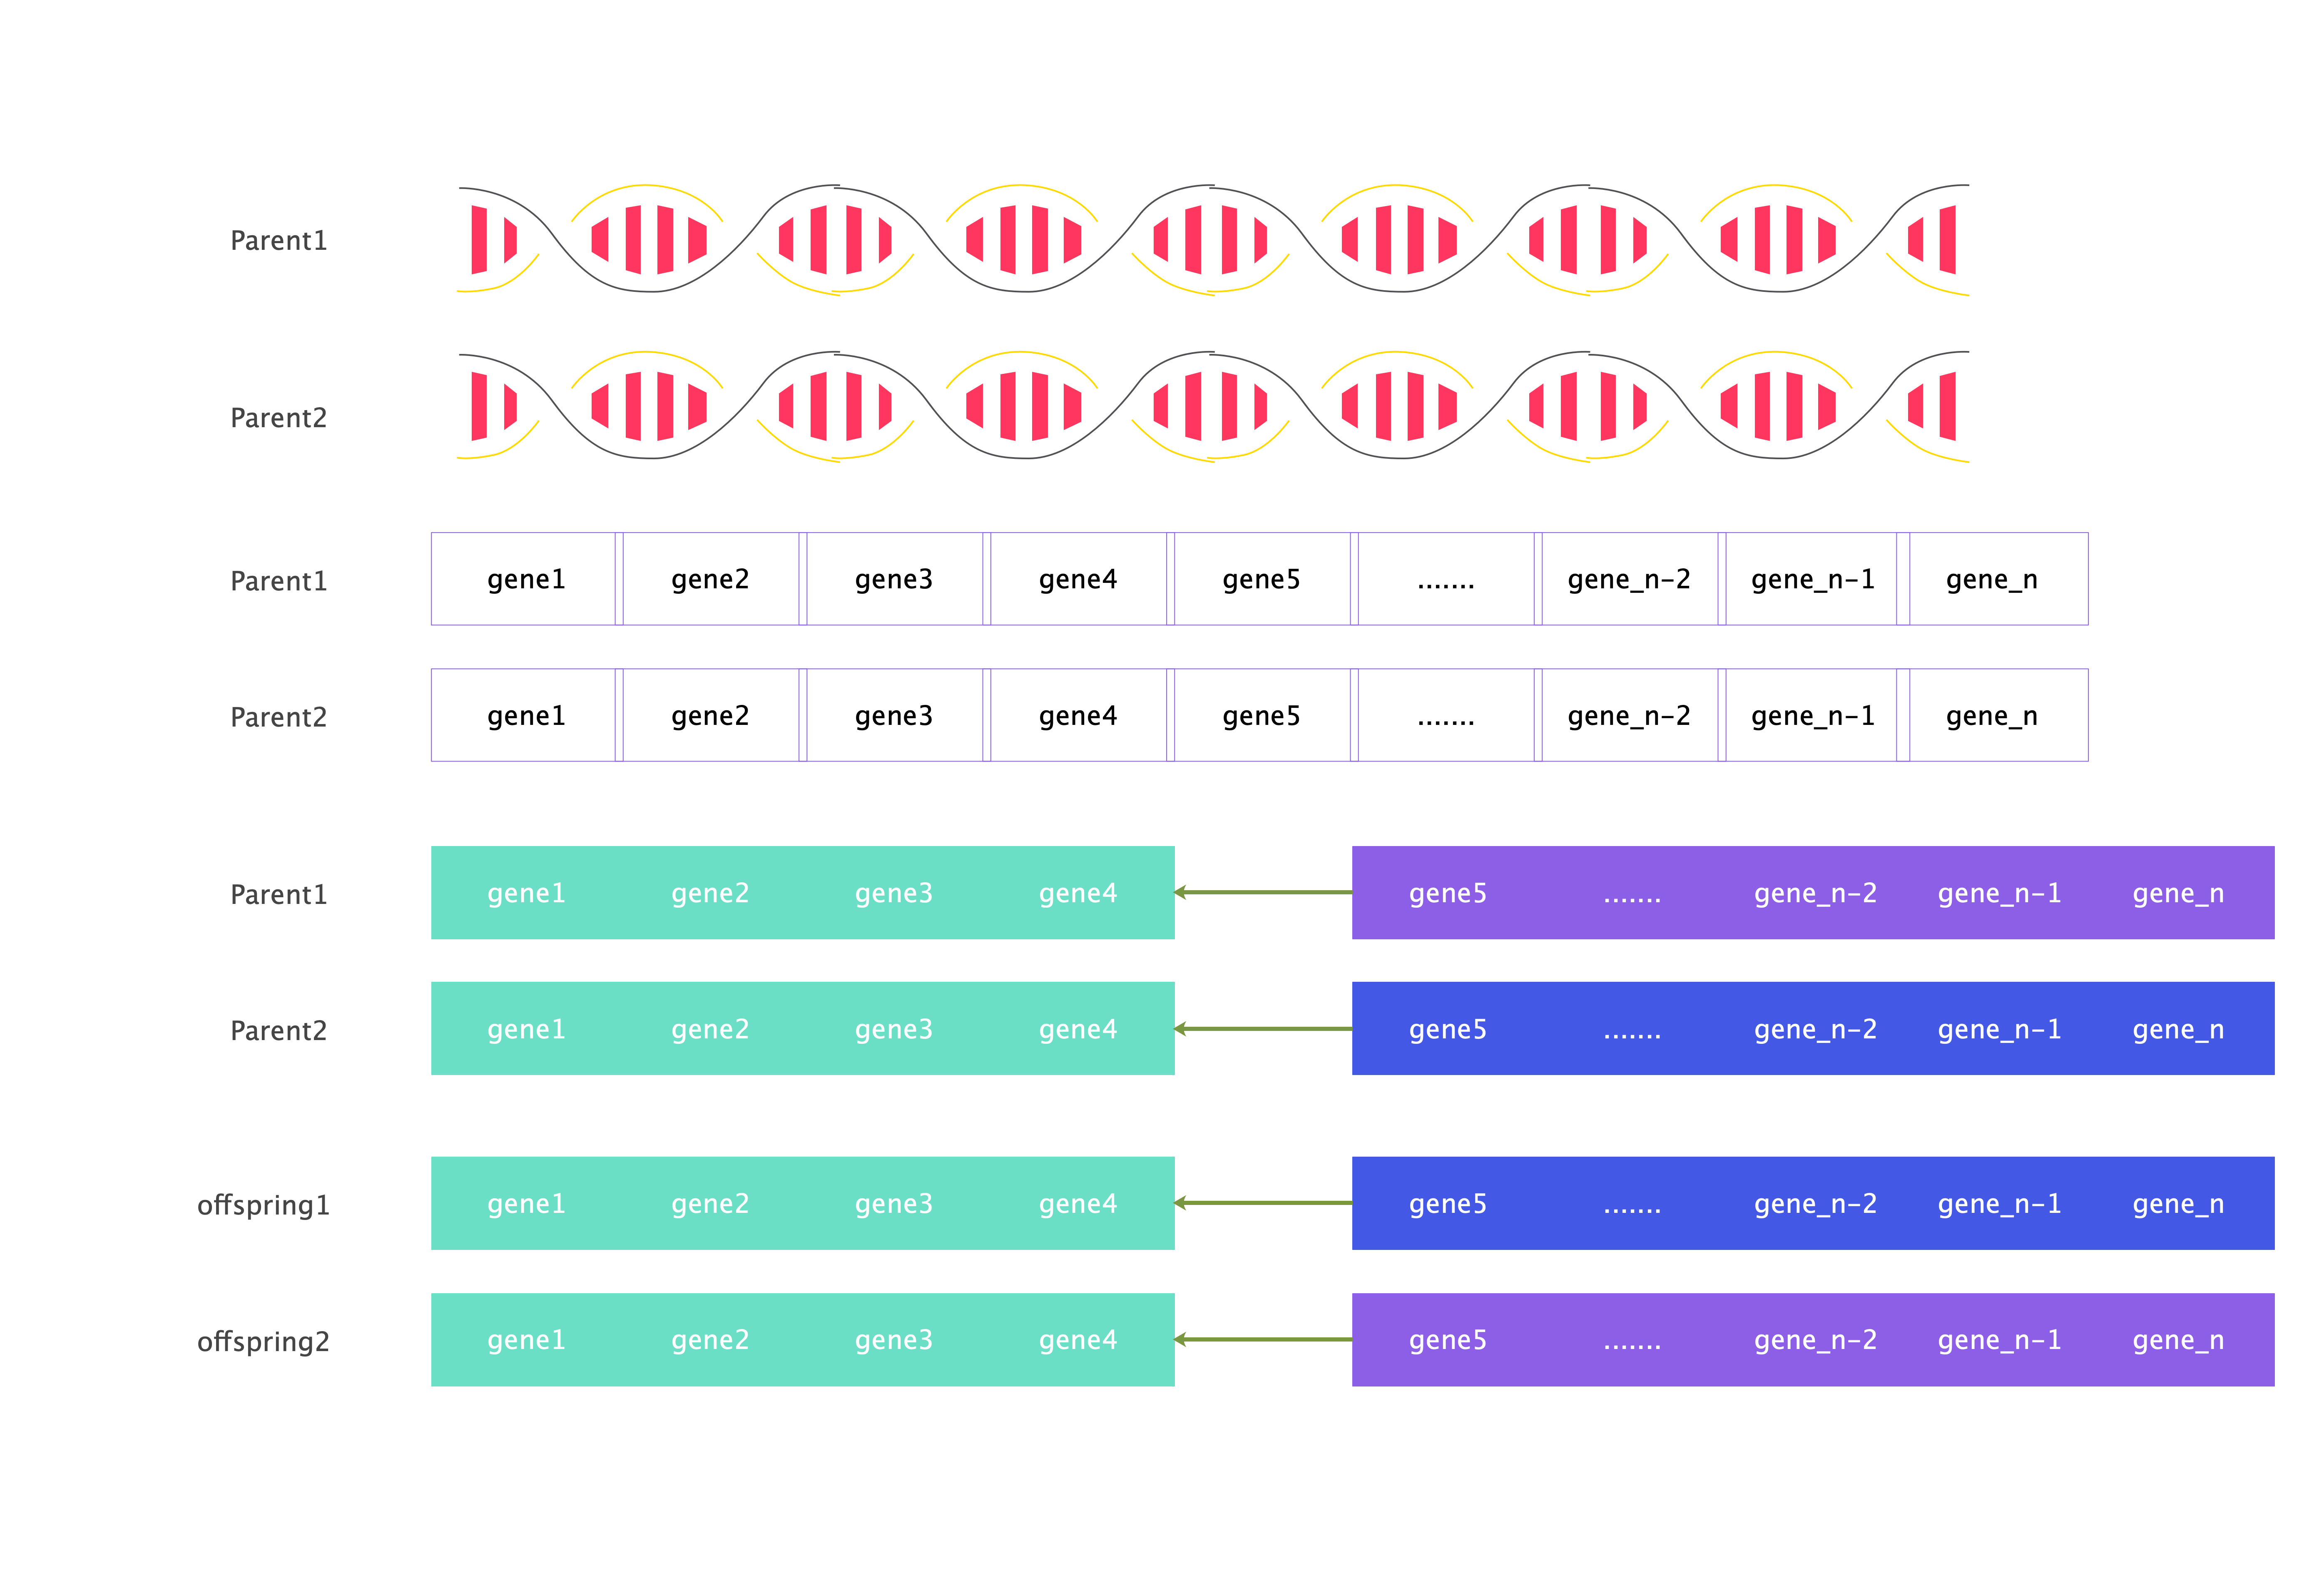 Parent1
Parent2
Parent1 gene1 gene2 gene3 gene4 gene5 ....... gene_n-2 gene_n-1 gene_n
Parent2 gene1 gene2 gene3 gene4 gene5 ....... gene_n-2 gene_n-1 gene_n
Parent1 gene1 gene2 gene3 gene4 gene5 ....... gene_n-2 gene_n-1 gene_n
Parent2 gene1 gene2 gene3 gene4 gene5 ....... gene_n-2 gene_n-1 gene_n
offspring1 gene1 gene2 gene3 gene4 gene5 ....... gene_n-2 gene_n-1 gene_n
offspring2 gene1 gene2 gene3 gene4 gene5 ....... gene_n-2 gene_n-1 gene_n